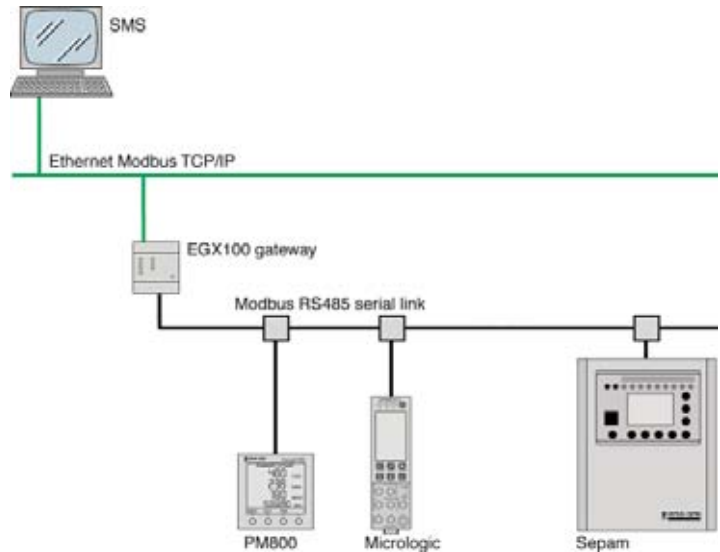 SMS
Ethernet Modbus TCP/IP
EGX100 gateway
Modbus RS485 serial link
PM800
Micrologic
Sepam